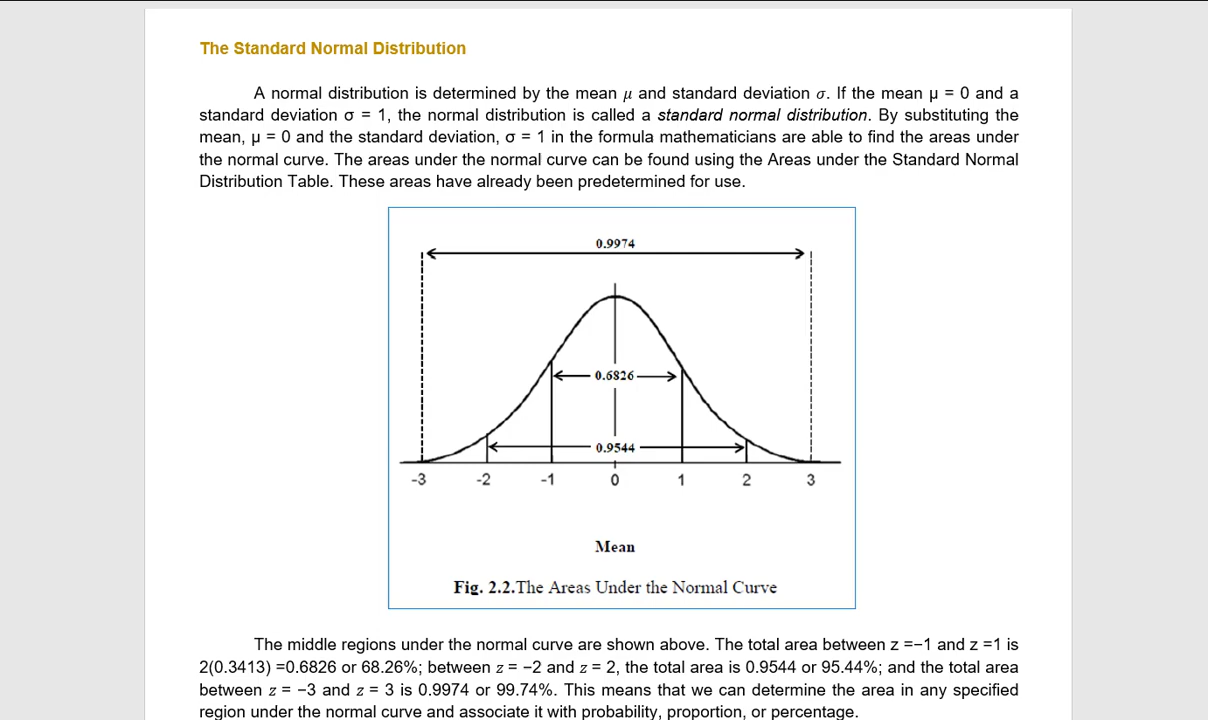 The Standard Normal Distribution
A normal distribution is determined by the mean μ and standard deviation σ. If the mean μ = 0 and a
standard deviation σ = 1, the normal distribution is called a standard normal distribution. By substituting the
mean, μ = 0 and the standard deviation, σ = 1 in the formula mathematicians are able to find the areas under
the normal curve. The areas under the normal curve can be found using the Areas under the Standard Normal
Distribution Table. These areas have already been predetermined for use.
0.9974
0.6826
0.9544
-3 -2 -1 0 1 2 3
Mean
Fig. 2.2.The Areas Under the Normal Curve
The middle regions under the normal curve are shown above. The total area between z =−1 and z =1 is
2(0.3413) =0.6826 or 68.26%; between z = −2 and z = 2, the total area is 0.9544 or 95.44%; and the total area
between z = −3 and z = 3 is 0.9974 or 99.74%. This means that we can determine the area in any specified
region under the normal curve and associate it with probability, proportion, or percentage.